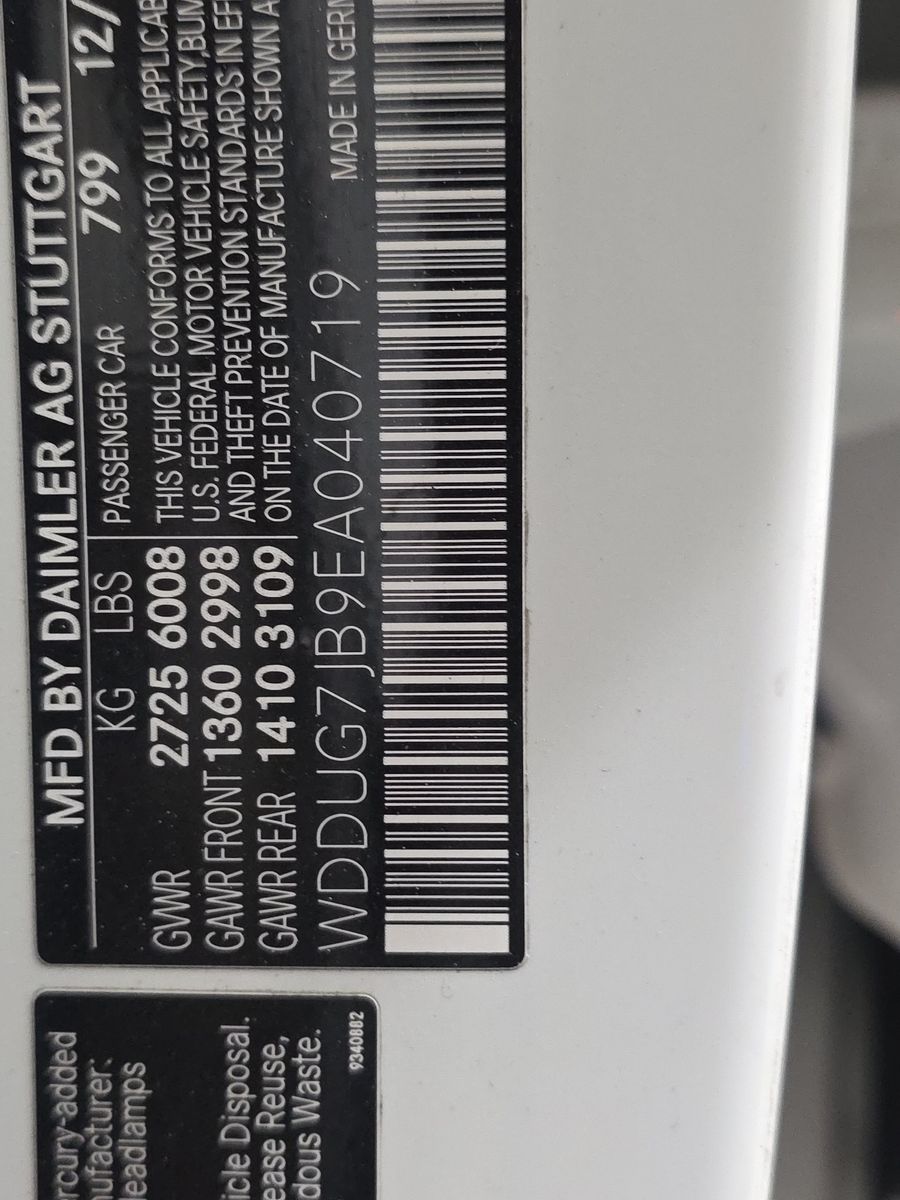 MFD BY DAIMLER AG STUTTGART
KG LBS PASSENGER CAR 799 12/
GVWR 2725 6008 THIS VEHICLE CONFORMS TO ALL APPLICAB
GAWR FRONT 1360 2998 U.S. FEDERAL MOTOR VEHICLE SAFETY, BUM
GAWR REAR 1410 3109 AND THEFT PREVENTION STANDARDS IN EF
ON THE DATE OF MANUFACTURE SHOWN A
WDDUG7JB9EA040719 MADE IN GERM
rcury-added
nufacturer:
eadlamps
icle Disposal.
ease Reuse,
dous Waste.
9340882